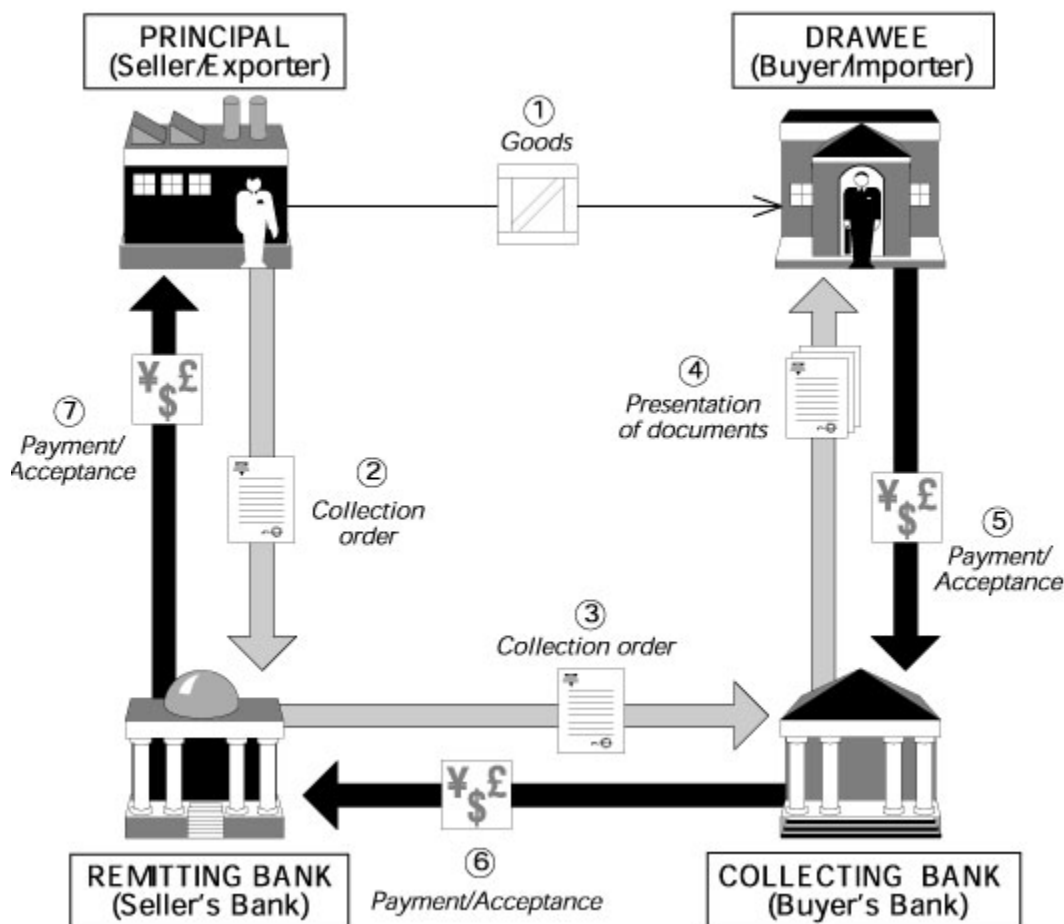 PRINCIPAL
(Seller/Exporter)
DRAWEE
(Buyer/Importer)
①
Goods
⑦
Payment/
Acceptance
¥$£
②
Collection
order
④
Presentation
of documents
¥$£
⑤
Payment/
Acceptance
③
Collection order
¥$£
⑥
Payment/Acceptance
REMITTING BANK
(Seller's Bank)
COLLECTING BANK
(Buyer's Bank)